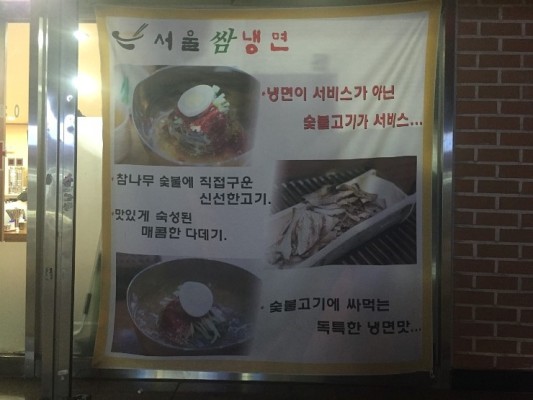 서울 쌈냉면
·냉면이 서비스가 아닌
숯불고기가 서비스...
·참나무 숯불에 직접구운
신선한고기.
·맛있게 숙성된
매콤한 다데기.
·숯불고기에 싸먹는
독특한 냉면맛...